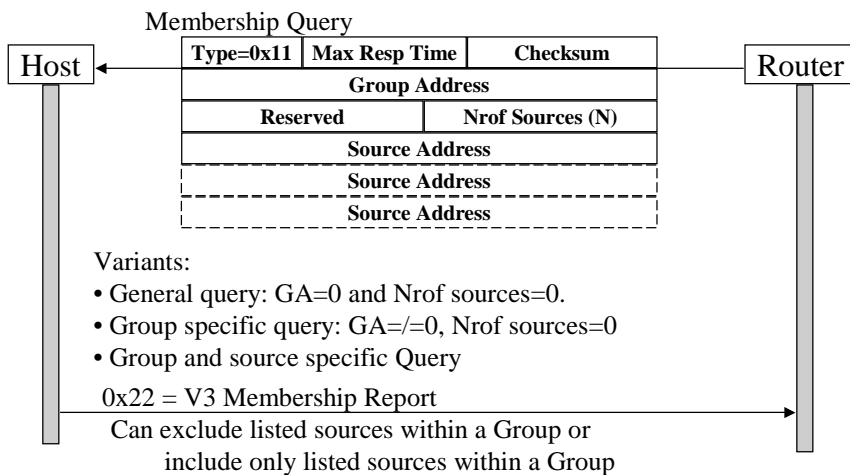 Membership Query
Host
Type=0x11 Max Resp Time Checksum
Router
Group Address
Reserved Nrof Sources (N)
Source Address
Source Address
Source Address
Variants:
• General query: GA=0 and Nrof sources=0.
• Group specific query: GA=/=0, Nrof sources=0
• Group and source specific Query
0x22 = V3 Membership Report
Can exclude listed sources within a Group or
include only listed sources within a Group